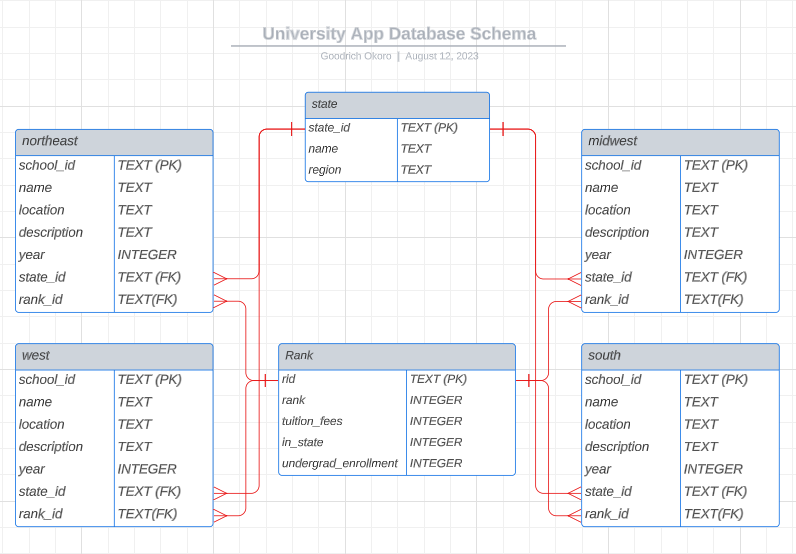 University App Database Schema
Goodrich Okoro | August 12, 2023
state
state_id TEXT (PK)
name TEXT
region TEXT
northeast
school_id TEXT (PK)
name TEXT
location TEXT
description TEXT
year INTEGER
state_id TEXT (FK)
rank_id TEXT(FK)
midwest
school_id TEXT (PK)
name TEXT
location TEXT
description TEXT
year INTEGER
state_id TEXT (FK)
rank_id TEXT(FK)
west
school_id TEXT (PK)
name TEXT
location TEXT
description TEXT
year INTEGER
state_id TEXT (FK)
rank_id TEXT(FK)
Rank
rid TEXT (PK)
rank INTEGER
tultion_fees INTEGER
in_state INTEGER
undergrad_enrollment INTEGER
south
school_id TEXT (PK)
name TEXT
location TEXT
description TEXT
year INTEGER
state_id TEXT (FK)
rank_id TEXT(FK)